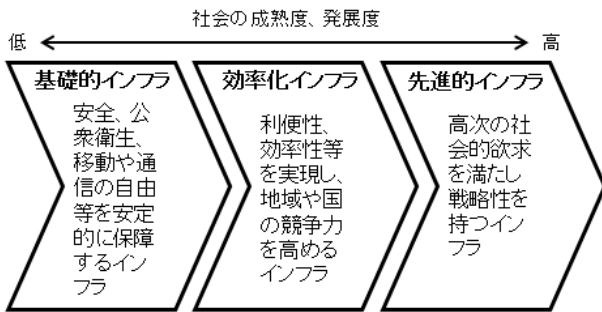 社会の成熟度、発展度
低
高
基礎的インフラ
安全、公
衆衛生、
移動や通
信の自由
等を安定
的に保障
するイン
フラ
効率化インフラ
利便性、
効率性等
を実現し、
地域や国
の競争力
を高める
インフラ
先進的インフラ
高次の社
会的欲求
を満たし
戦略性を
持つイン
フラ